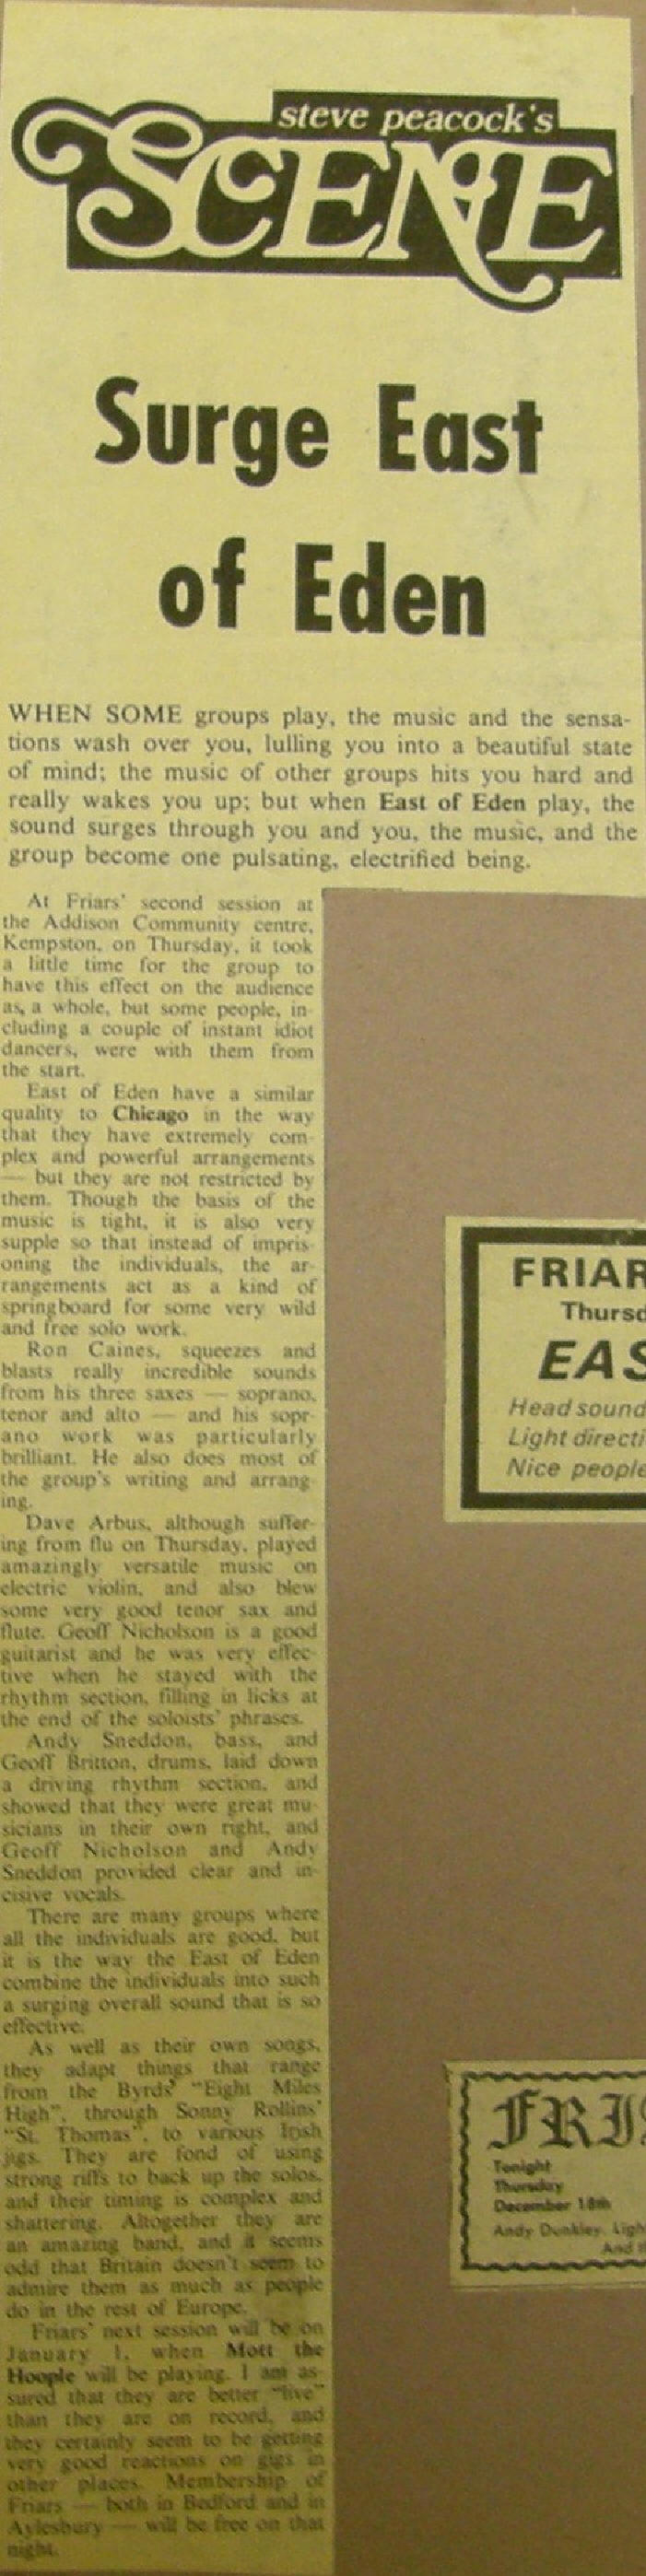 steve peacock's
SCENE
Surge East
of Eden
WHEN SOME groups play, the music and the sensa-
tions wash over you, lulling you into a beautiful state
of mind; the music of other groups hits you hard and
really wakes you up; but when East of Eden play, the
sound surges through you and you, the music, and the
group become one pulsating, electrified being.
At Friars' second session at
the Addison Community centre,
Kempston, on Thursday, it took
a little time for the group to
have this effect on the audience
as, a whole, but some people, in-
cluding a couple of instant idiot
dancers, were with them from
the start.
East of Eden have a similar
quality to Chicago in the way
that they have extremely com-
plex and powerful arrangements
— but they are not restricted by
them. Though the basis of the
music is tight, it is also very
supple so that instead of impris-
oning the individuals, the ar-
rangements act as a kind of
springboard for some very wild
and free solo work.
Ron Caines, squeezes and
blasts really incredible sounds
from his three saxes — soprano,
tenor and alto — and his sopr-
ano work was particularly
brilliant. He also does most of
the group's writing and arrang-
ing.
Dave Arbus, although suffer-
ing from flu on Thursday, played
amazingly versatile music on
electric violin, and also blew
some very good tenor sax and
flute. Geoff Nicholson is a good
guitarist and he was very effec-
tive when he stayed with the
rhythm section, filling in licks at
the end of the soloists' phrases.
Andy Sneddon, bass, and
Geoff Britton, drums, laid down
a driving rhythm section, and
showed that they were great mu-
sicians in their own right, and
Geoff Nicholson and Andy
Sneddon provided clear and in-
cisive vocals.
There are many groups where
all the individuals are good, but
it is the way the East of Eden
combine the individuals into such
a surging overall sound that is so
effective.
As well as their own songs,
they adapt things that range
from the Byrds' "Eight Miles
High", through Sonny Rollins'
"St. Thomas", to various Irish
jigs. They are fond of using
strong riffs to back up the solos,
and their timing is complex and
shattering. Altogether they are
an amazing band, and it seems
odd that Britain doesn't seem to
admire them as much as people
do in the rest of Europe.
Friars' next session will be on
January 1, when Mott the
Hoople will be playing. I am as-
sured that they are better "live"
than they are on record, and
they certainly seem to be getting
very good reactions on gigs in
other places. Membership of
Friars — both in Bedford and in
Aylesbury — will be free on that
night.
FRIAR
Thursd
EAS
Head sound
Light directi
Nice people
FRI
Tonight
Thursday
December 18th
Andy Dunkley. Ligh
And